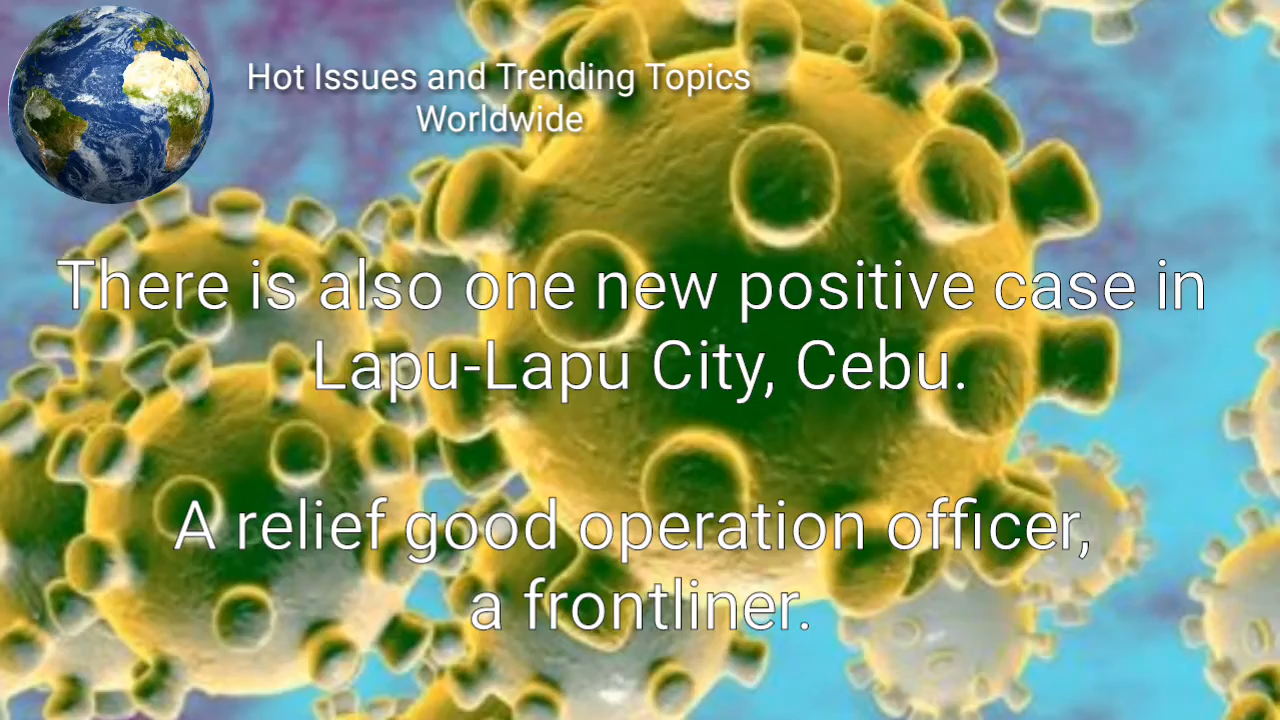 Hot Issues and Trending Topics
Worldwide
There is also one new positive case in
Lapu-Lapu City, Cebu.
A relief good operation officer,
a frontliner.